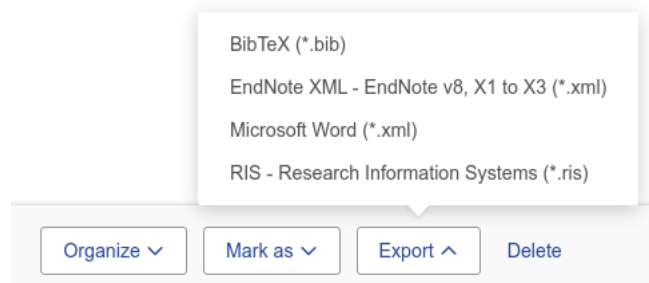 BibTeX (*.bib)
EndNote XML - EndNote v8, X1 to X3 (*.xml)
Microsoft Word (*.xml)
RIS - Research Information Systems (*.ris)
Organize Mark as Export Delete